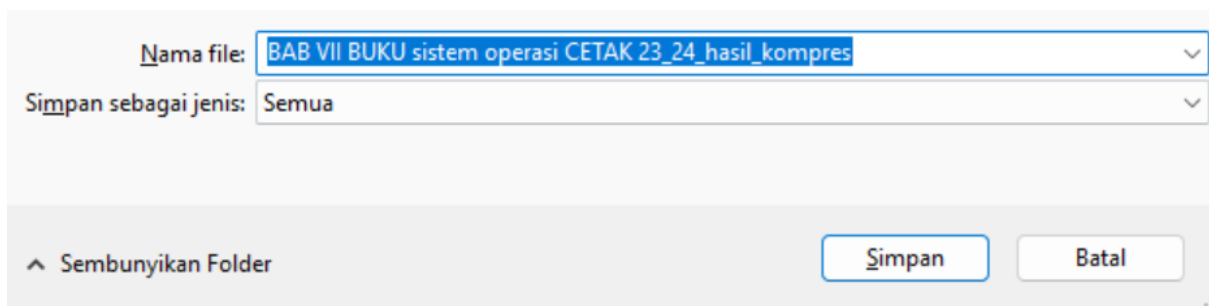 Nama file: BAB VII BUKU sistem operasi CETAK 23_24_hasil_kompres
Simpan sebagai jenis: Semua
Sembunyikan Folder Simpan Batal